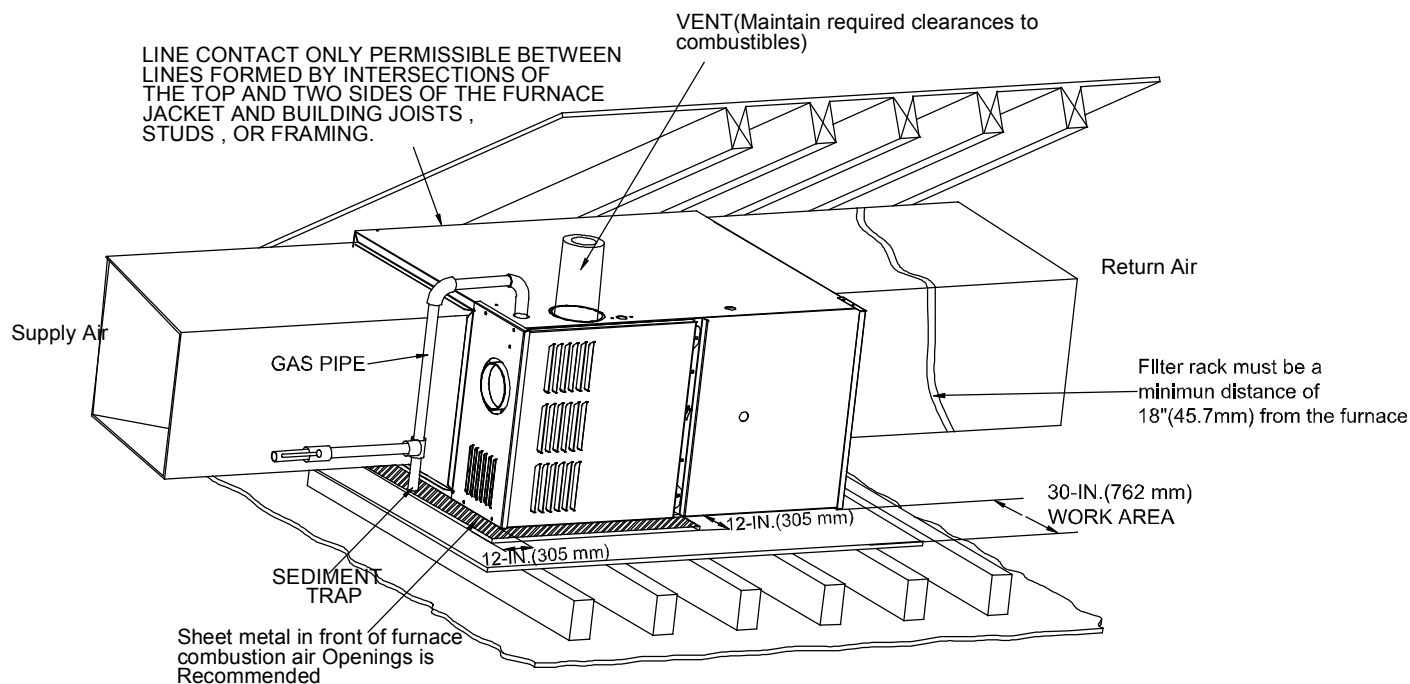 VENT(Maintain required clearances to
combustibles)
LINE CONTACT ONLY PERMISSIBLE BETWEEN
LINES FORMED BY INTERSECTIONS OF
THE TOP AND TWO SIDES OF THE FURNACE
JACKET AND BUILDING JOISTS ,
STUDS , OR FRAMING.
Return Air
Supply Air
GAS PIPE
FIlter rack must be a
minimun distance of
18"(45.7mm) from the furnace
30-IN.(762 mm)
WORK AREA
12-IN.(305 mm)
12-IN.(305 mm)
SEDIMENT
TRAP
Sheet metal in front of furnace
combustion air Openings is
Recommended